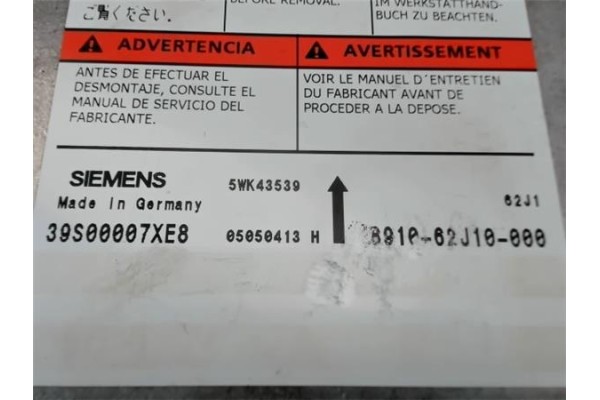 ご覧ください.
BEFORE REMOVAL.
IM WERKSTATTHAND-
BUCH ZU BEACHTEN.
ADVERTENCIA
AVERTISSEMENT
ANTES DE EFECTUAR EL
DESMONTAJE, CONSULTE EL
MANUAL DE SERVICIO DEL
FABRICANTE.
VOIR LE MANUEL D´ENTRETIEN
DU FABRICANT AVANT DE
PROCEDER A LA DEPOSE.
SIEMENS
5WK43539
62J1
Made in Germany
39S00007XE8
05050413 H
8910-62J10-000